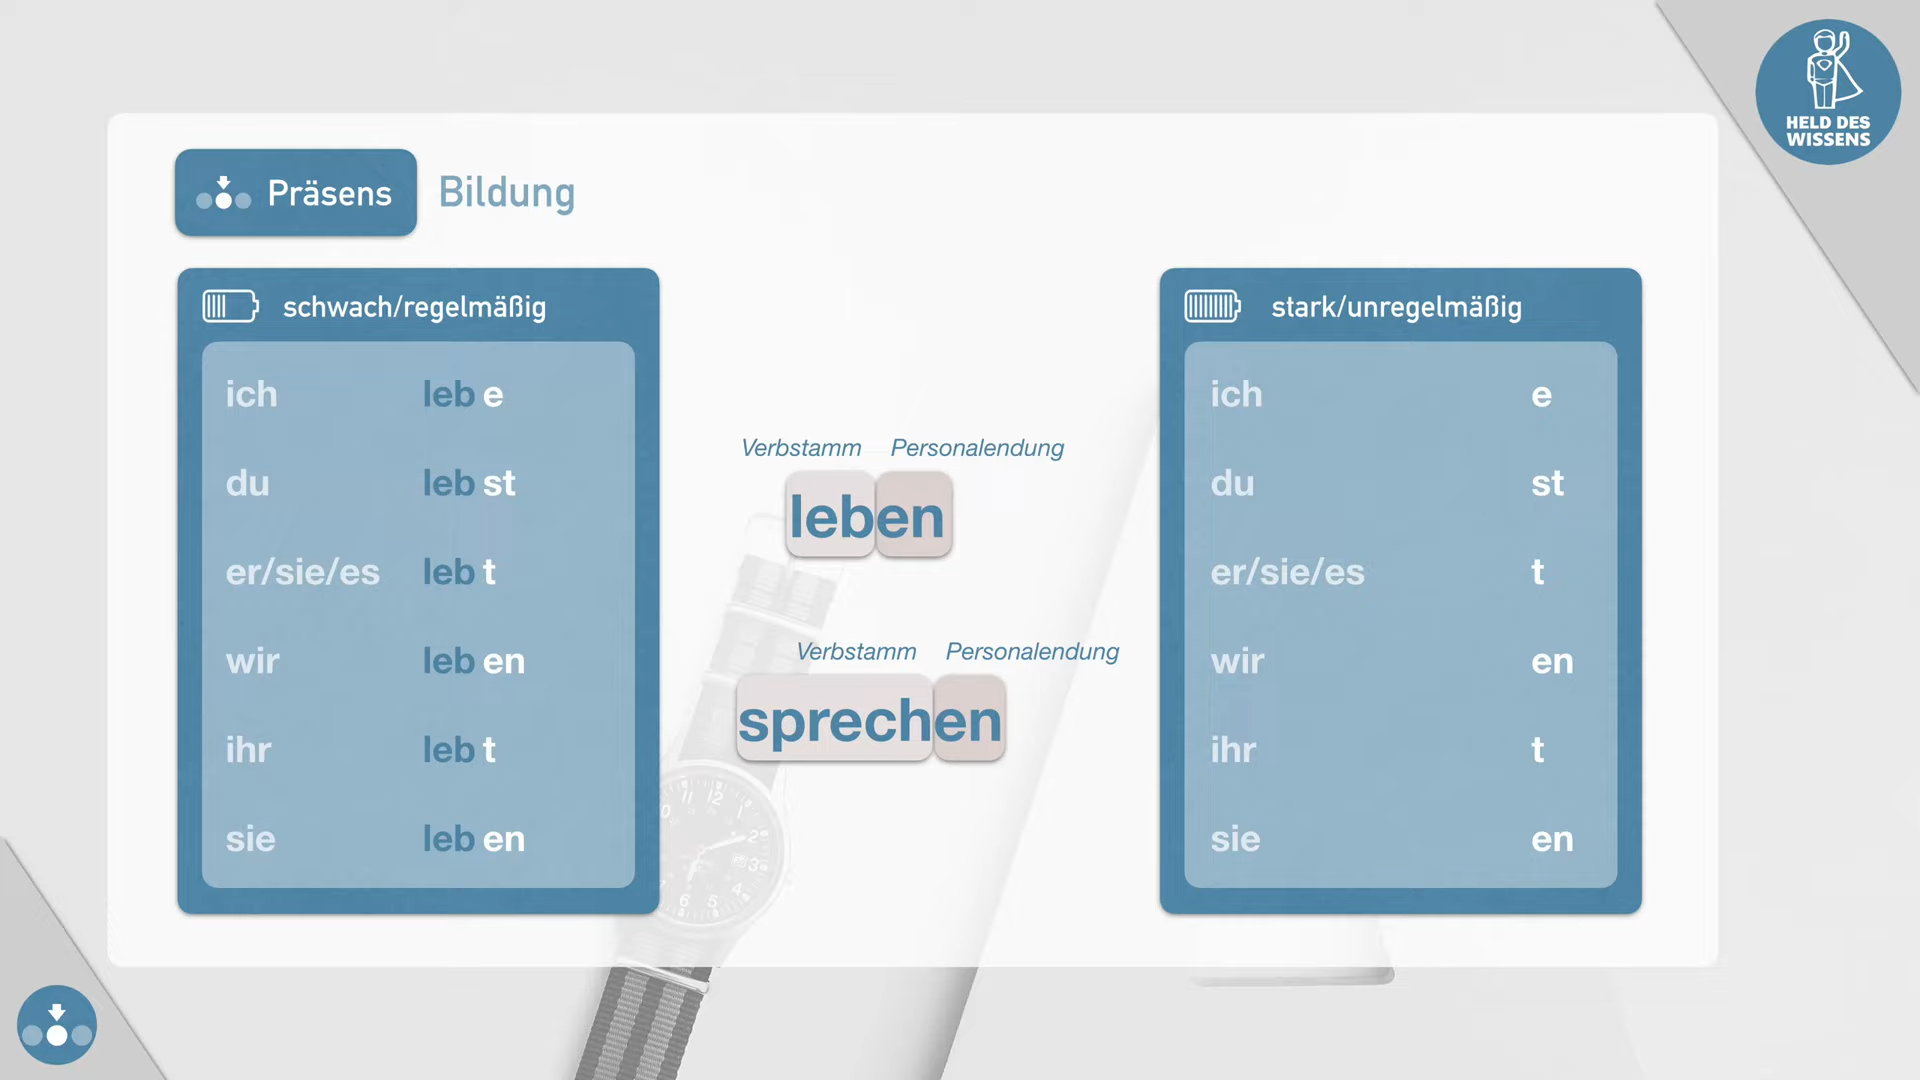 HELD DES
WISSENS
Präsens Bildung
schwach/regelmäßig
ich leb e
du leb st
er/sie/es leb t
wir leb en
ihr leb t
sie leb en
Verbstamm Personalendung
leben
Verbstamm Personalendung
sprechen
stark/unregelmäßig
ich e
du st
er/sie/es t
wir en
ihr t
sie en